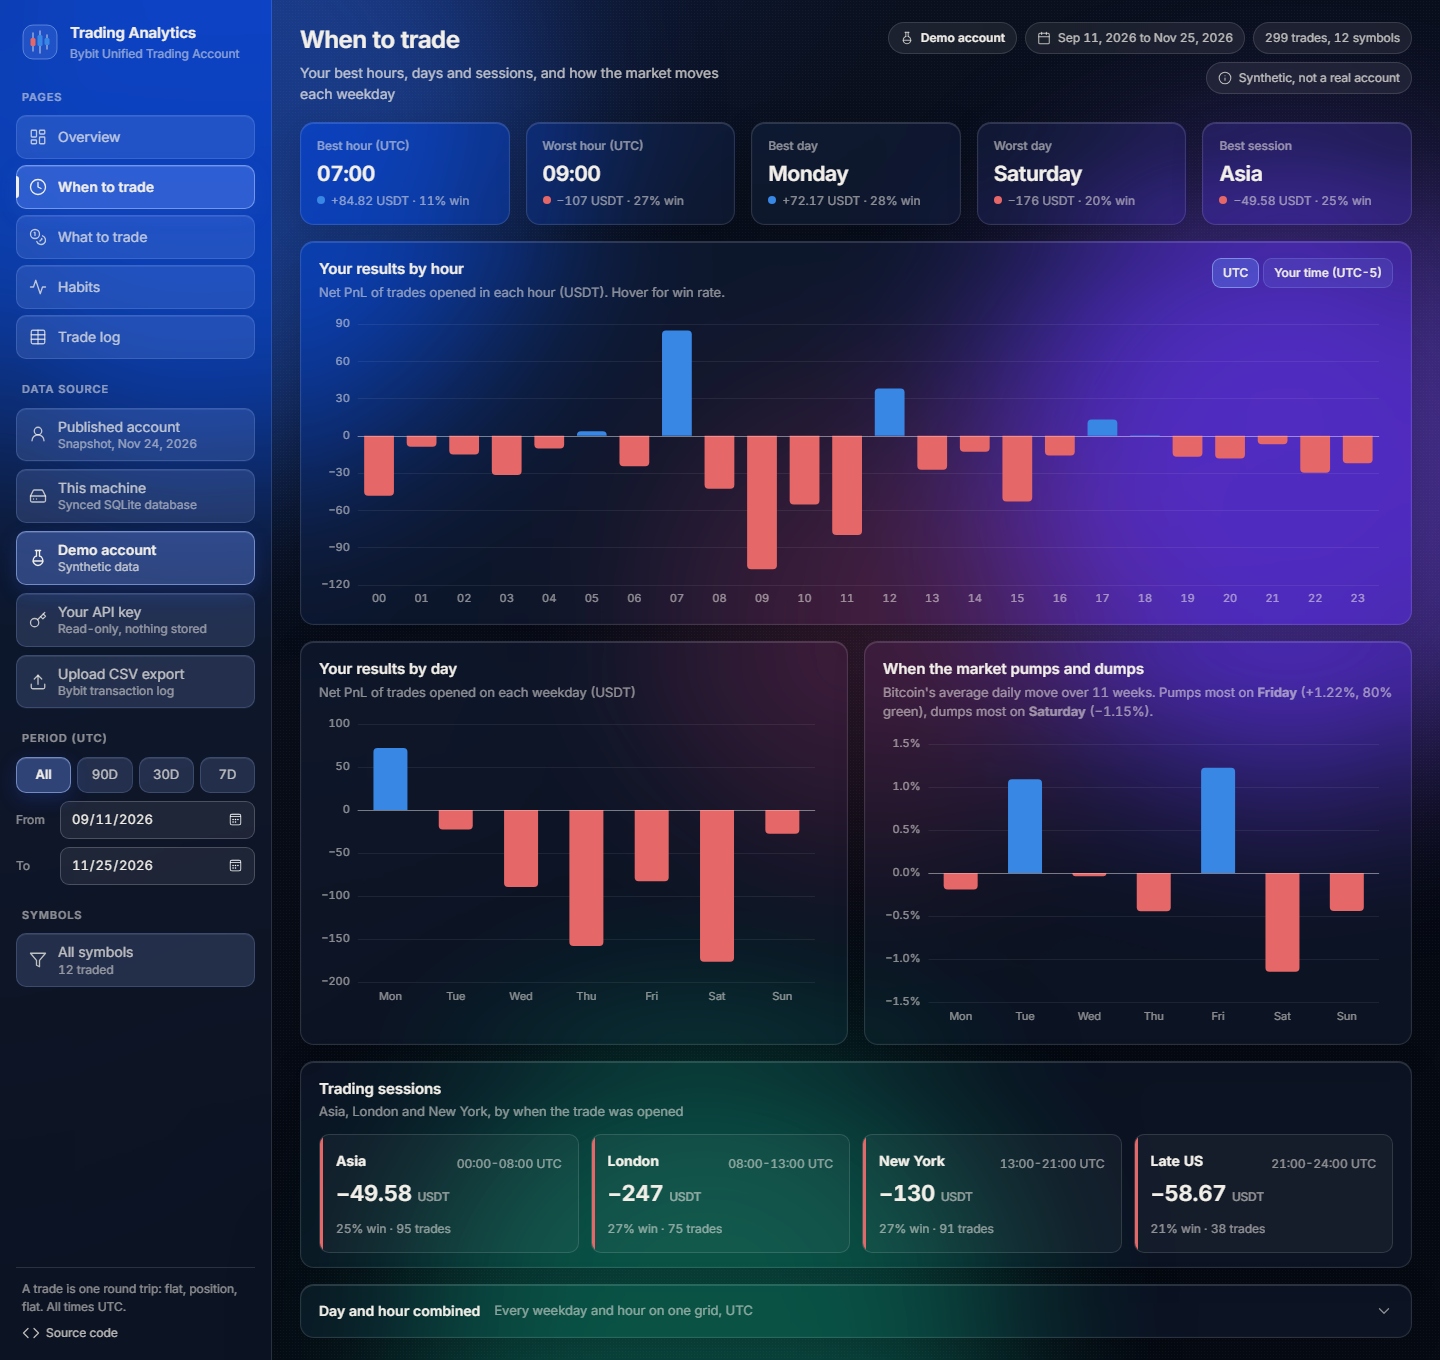 Trading Analytics
Bybit Unified Trading Account
PAGES
Overview
When to trade
What to trade
Habits
Trade log
DATA SOURCE
Published account
Snapshot, Nov 24, 2026
This machine
Synced SQLite database
Demo account
Synthetic data
Your API key
Read-only, nothing stored
Upload CSV export
Bybit transaction log
PERIOD (UTC)
All 90D 30D 7D
From 09/11/2026
To 11/25/2026
SYMBOLS
All symbols
12 traded
A trade is one round trip: flat, position,
flat. All times UTC.
Source code
When to trade
Your best hours, days and sessions, and how the market moves
each weekday
Demo account
Sep 11, 2026 to Nov 25, 2026
299 trades, 12 symbols
Synthetic, not a real account
Best hour (UTC)
07:00
+84.82 USDT · 11% win
Worst hour (UTC)
09:00
−107 USDT · 27% win
Best day
Monday
+72.17 USDT · 28% win
Worst day
Saturday
−176 USDT · 20% win
Best session
Asia
−49.58 USDT · 25% win
Your results by hour
Net PnL of trades opened in each hour (USDT). Hover for win rate.
UTC Your time (UTC-5)
90
60
30
0
−30
−60
−90
−120
00 01 02 03 04 05 06 07 08 09 10 11 12 13 14 15 16 17 18 19 20 21 22 23
Your results by day
Net PnL of trades opened on each weekday (USDT)
100
50
0
−50
−100
−150
−200
Mon Tue Wed Thu Fri Sat Sun
When the market pumps and dumps
Bitcoin's average daily move over 11 weeks. Pumps most on Friday (+1.22%, 80%
green), dumps most on Saturday (−1.15%).
1.5%
1.0%
0.5%
0.0%
−0.5%
−1.0%
−1.5%
Mon Tue Wed Thu Fri Sat Sun
Trading sessions
Asia, London and New York, by when the trade was opened
Asia 00:00-08:00 UTC
−49.58 USDT
25% win · 95 trades
London 08:00-13:00 UTC
−247 USDT
27% win · 75 trades
New York 13:00-21:00 UTC
−130 USDT
27% win · 91 trades
Late US 21:00-24:00 UTC
−58.67 USDT
21% win · 38 trades
Day and hour combined Every weekday and hour on one grid, UTC